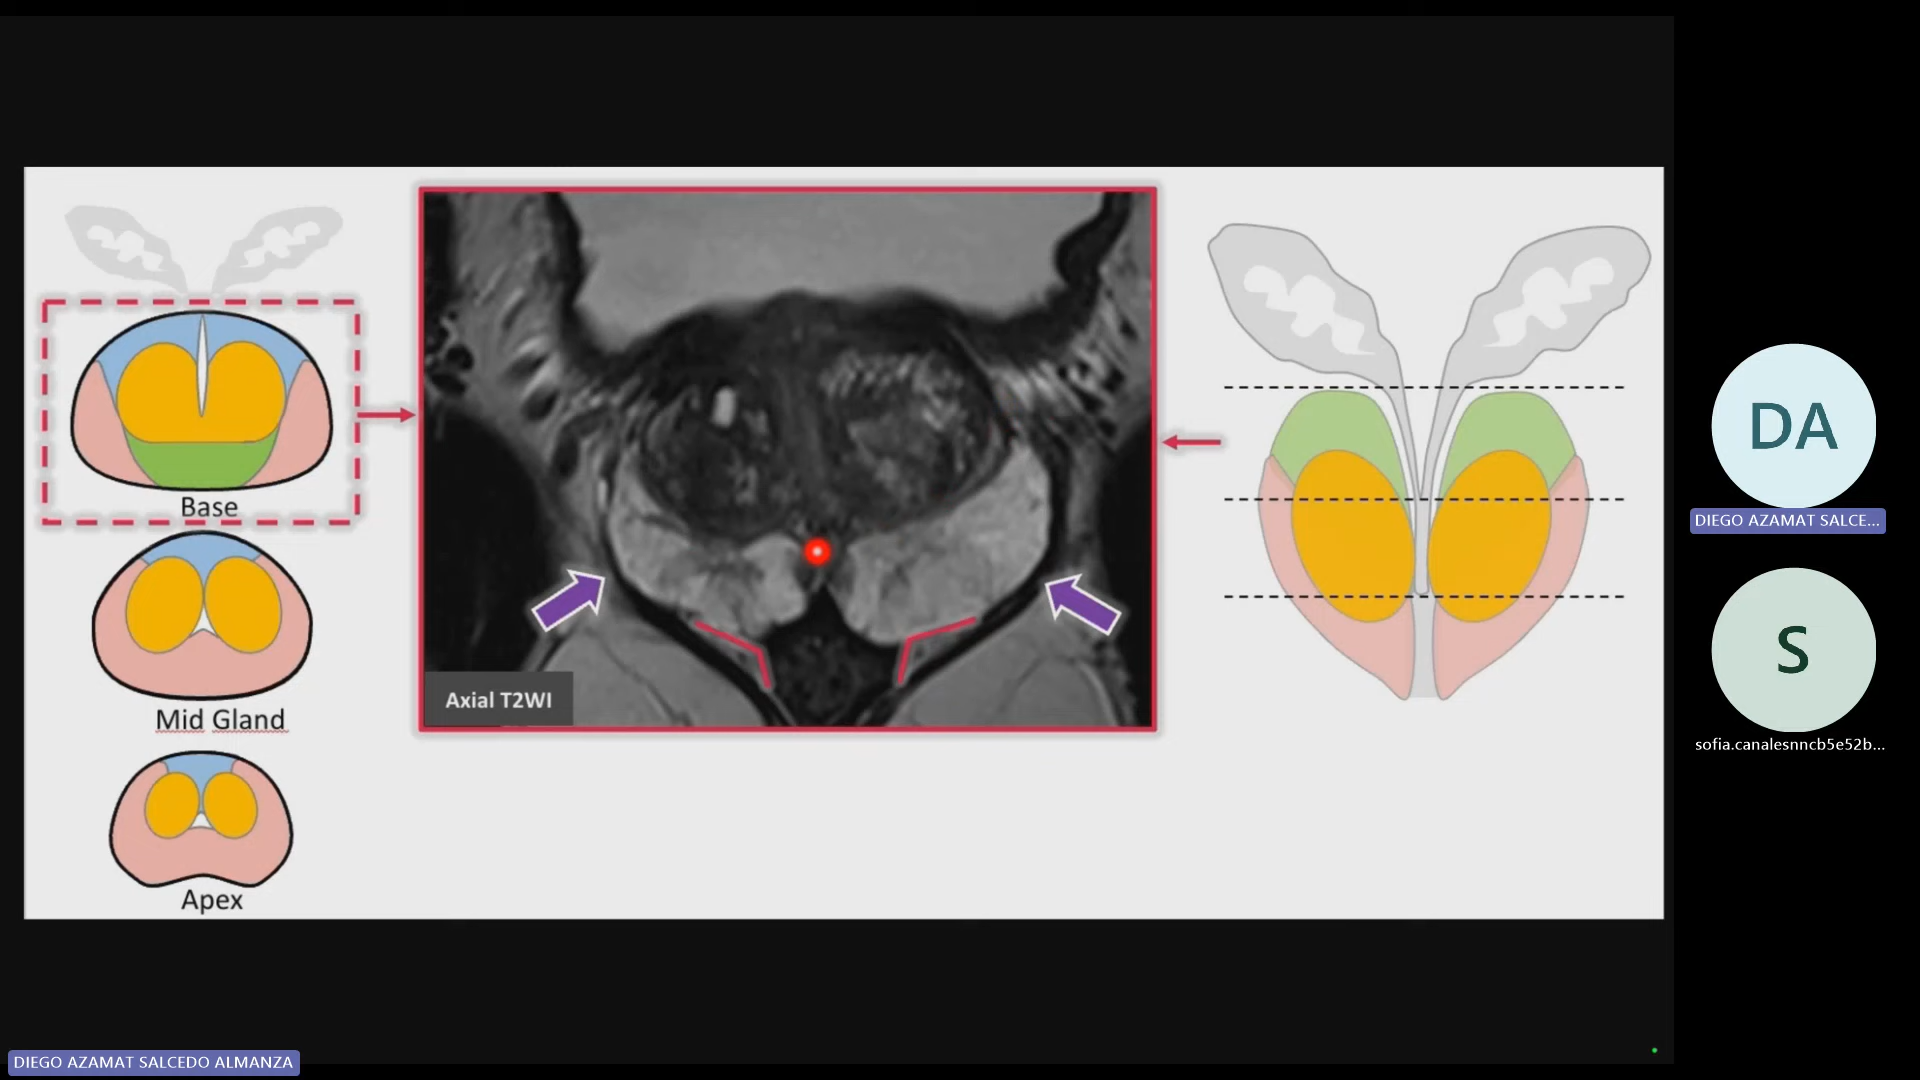 Base
Mid Gland
Apex
Axial T2WI
DA
DIEGO AZAMAT SALCE...
S
sofia.canalesnncb5e52b...
DIEGO AZAMAT SALCEDO ALMANZA